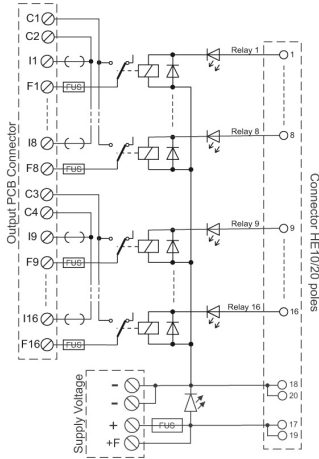 Output PCB Connector
C1
C2
I1
F1
FUS
I8
F8
FUS
C3
C4
I9
F9
FUS
I16
F16
FUS
Relay 1
Relay 8
Relay 9
Relay 16
1
8
9
16
18
20
17
19
Connector HE10/20 poles
Supply Voltage
-
-
+
+F
FUS